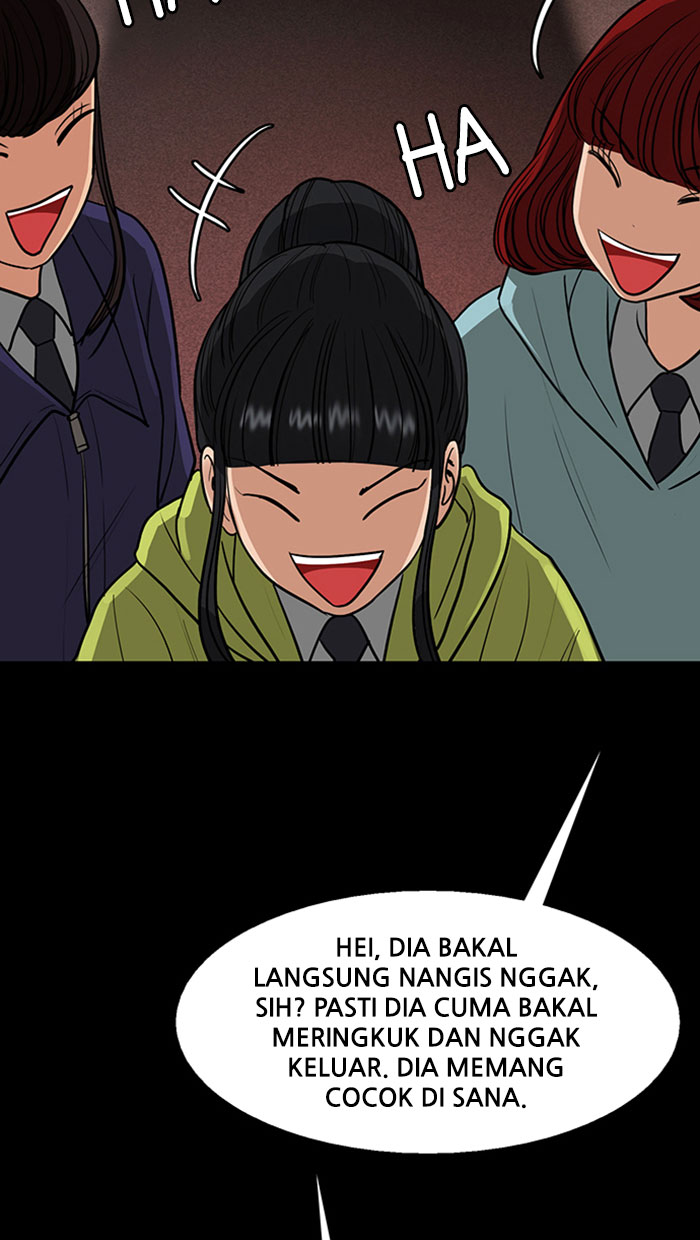 HA
HA
HEI, DIA BAKAL
LANGSUNG NANGIS NGGAK,
SIH? PASTI DIA CUMA BAKAL
MERINGKUK DAN NGGAK
KELUAR. DIA MEMANG
COCOK DI SANA.